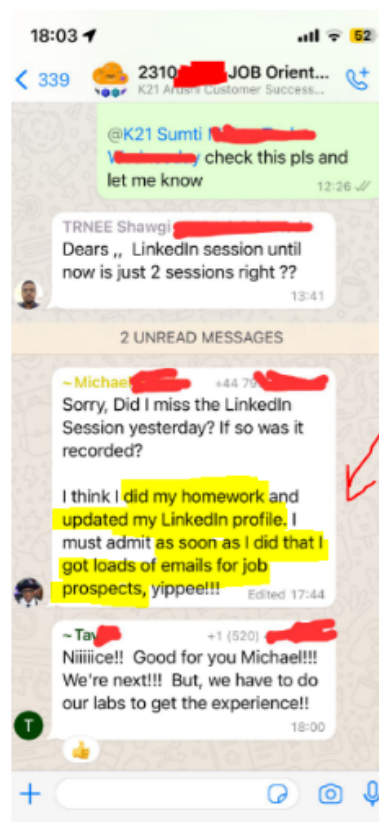 18:03
52
339
2310
JOB Orient...
K21 Arushi Customer Success...
@K21 Sumti
check this pls and
let me know
12:26
TRNEE Shawgi
Dears ,, LinkedIn session until
now is just 2 sessions right ??
13:41
2 UNREAD MESSAGES
~Michael
+44 79
Sorry, Did I miss the LinkedIn
Session yesterday? If so was it
recorded?
I think I did my homework and
updated my LinkedIn profile. I
must admit as soon as I did that I
got loads of emails for job
prospects, yippee!!!
Edited 17:44
~Tav
+1 (520)
Niiiiice!! Good for you Michael!!!
We're next!!! But, we have to do
our labs to get the experience!!
18:00
T